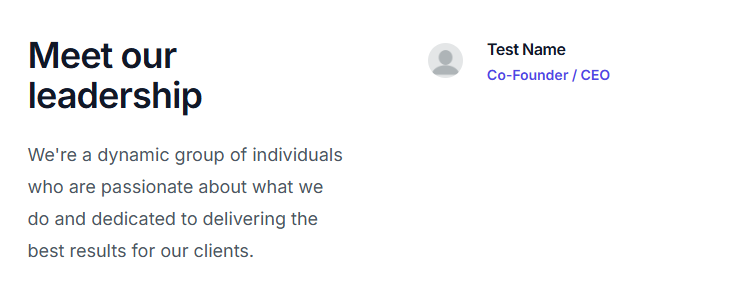 Meet our
leadership
We're a dynamic group of individuals
who are passionate about what we
do and dedicated to delivering the
best results for our clients.
Test Name
Co-Founder / CEO